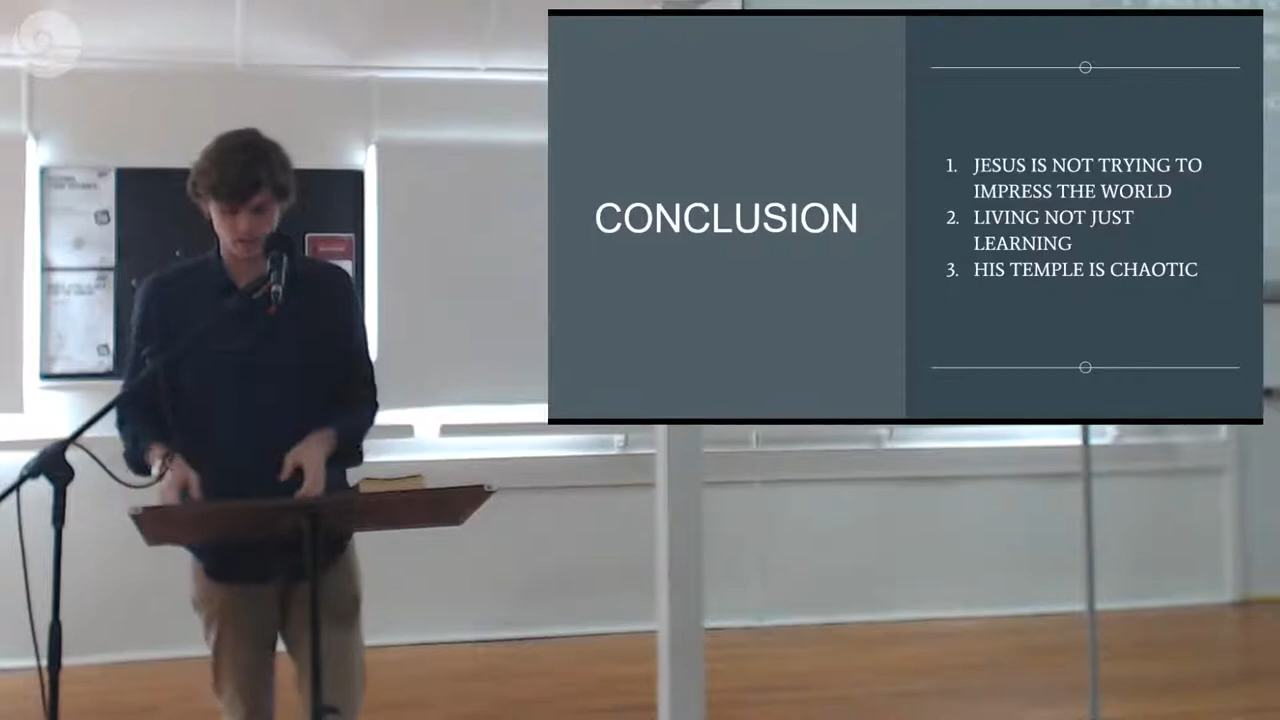 CONCLUSION
1. JESUS IS NOT TRYING TO
IMPRESS THE WORLD
2. LIVING NOT JUST
LEARNING
3. HIS TEMPLE IS CHAOTIC